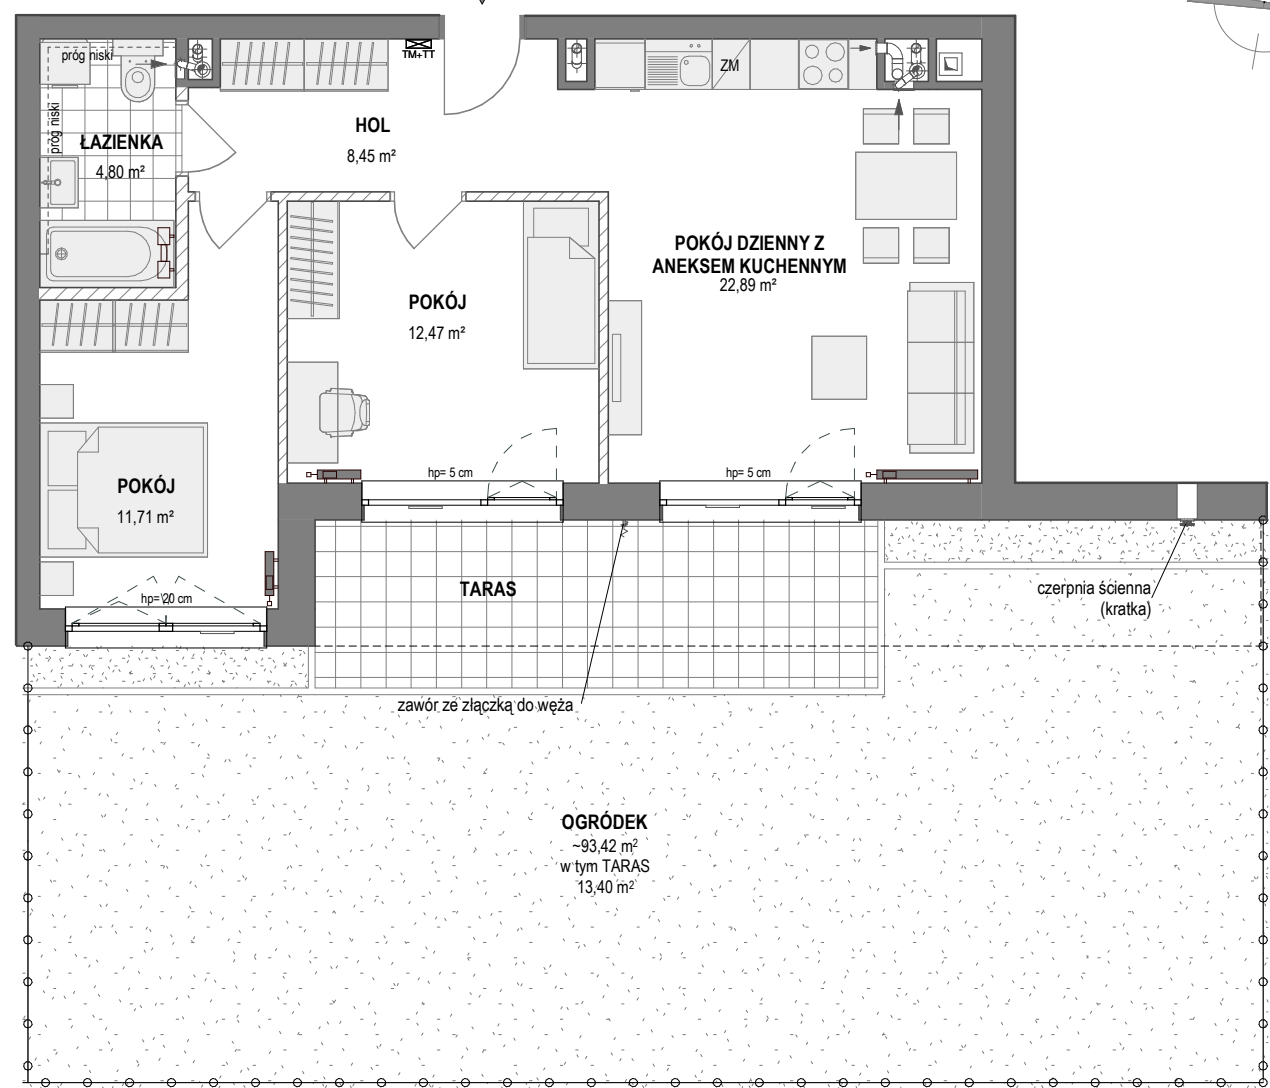 próg niski
TM+TT
ZM
próg niski
ŁAZIENKA
4,80 m²
HOL
8,45 m²
POKÓJ DZIENNY Z
ANEKSEM KUCHENNYM
22,89 m²
POKÓJ
12,47 m²
hp= 5 cm
hp= 5 cm
POKÓJ
11,71 m²
hp= 20 cm
TARAS
czerpnia ścienna
(kratka)
zawór ze złączką do węża
OGRÓDEK
~93,42 m²
w tym TARAS
13,40 m²